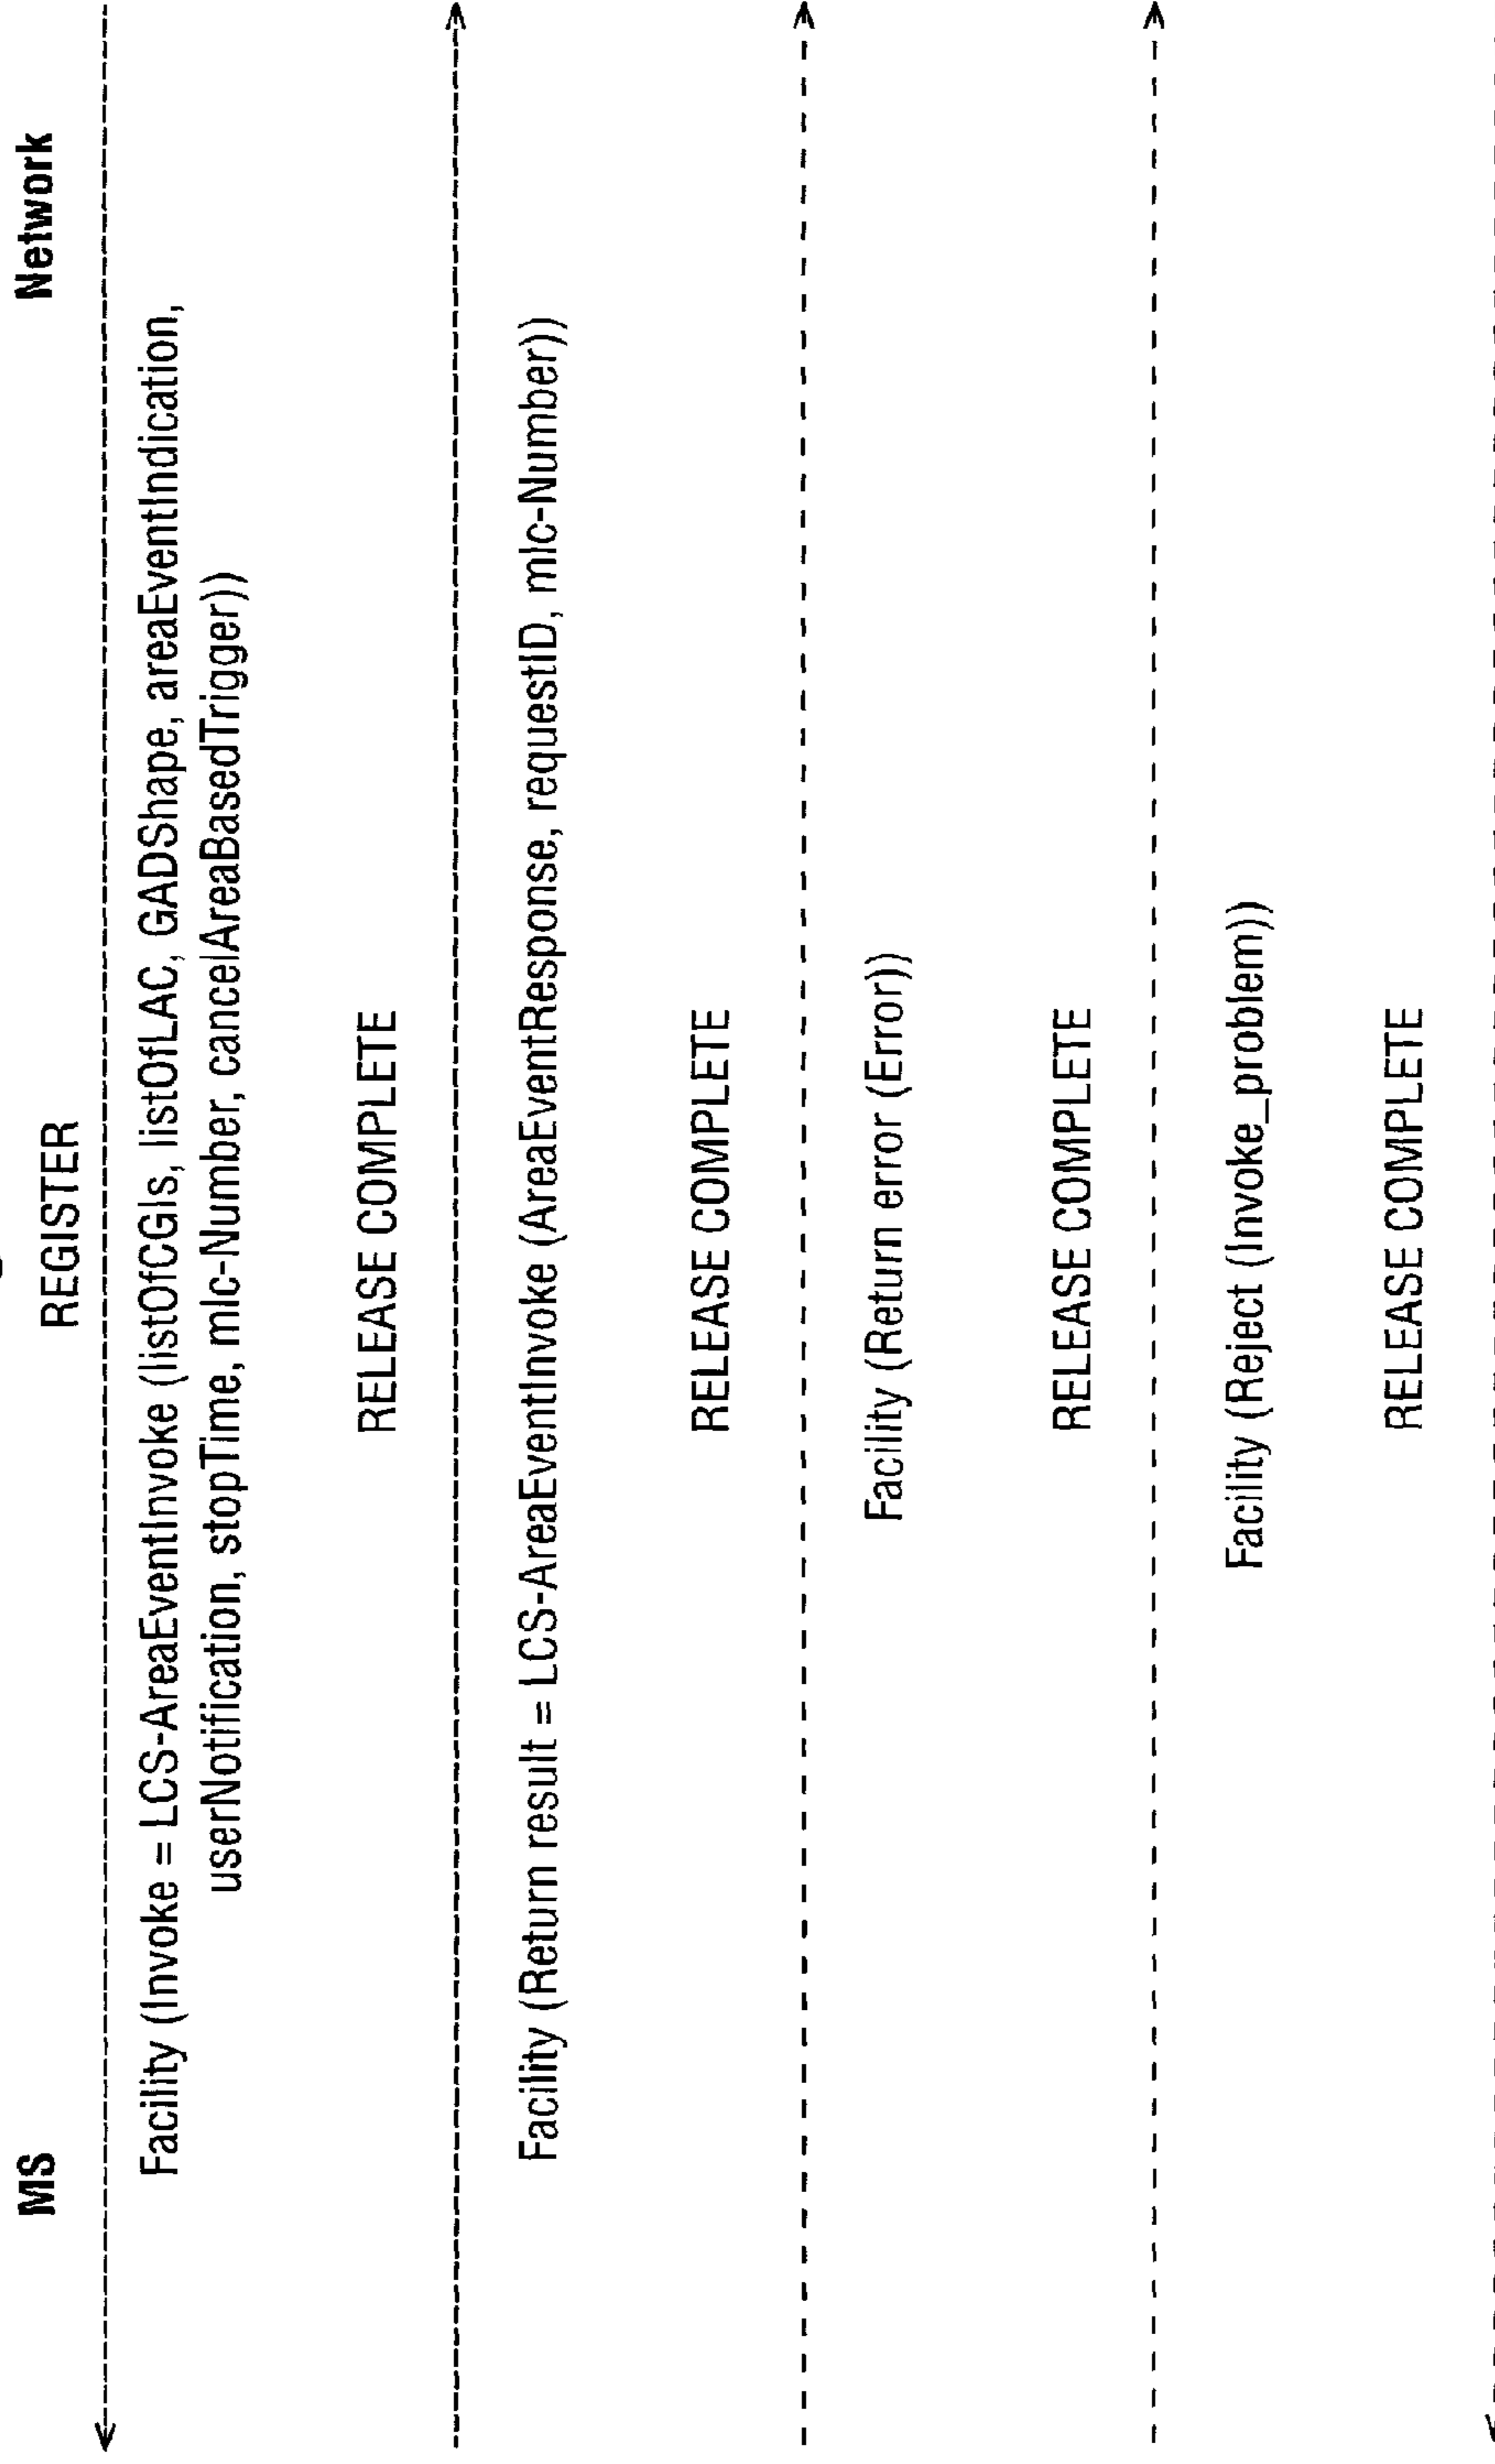 MS
Network
REGISTER
Facility (Invoke = LCS-AreaEventInvoke (listOfCGIs, listOfLAC, GADShape, areaEventIndication,
userNotification, stopTime, mlc-Number, cancelAreaBasedTrigger))
RELEASE COMPLETE
Facility (Return result = LCS-AreaEventInvoke (AreaEventResponse, requestID, mlc-Number))
RELEASE COMPLETE
Facility (Return error (Error))
RELEASE COMPLETE
Facility (Reject (Invoke_problem))
RELEASE COMPLETE